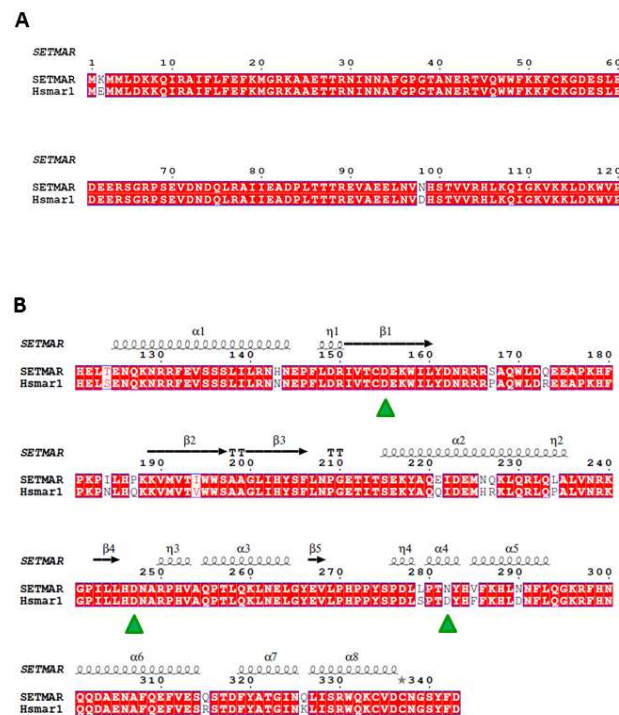 A
SETMAR
1 10 20 30 40 50 60
SETMAR MKMMLDKKQIRAIFLFEFKMGRKAAETTRNINNAFGPGTANERTVQWWFKKFCKGDESLE
Hsmar1 MEMMLDKKQIRAIFLFEFKMGRKAAETTRNINNAFGPGTANERTVQWWFKKFCKGDESLE
SETMAR
70 80 90 100 110 120
SETMAR DEERSGRPSEVDNDQLRAIIEADPLTTTREVAEELNVNHSTVVRHLKQIGKVKKLDKWVP
Hsmar1 DEERSGRPSEVDNDQLRAIIEADPLTTTREVAEELNVDHSTVVRHLKQIGKVKKLDKWVP
B
SETMAR α1 η1 β1
130 140 150 160 170 180
SETMAR HELTENQKNRRFEVSSSLILRNHNEPFLDRIVTCDEKWILYDNRRRSAQWLDQEEAPKHF
Hsmar1 HELSENQKNRRFEVSSSLILRNNNEPFLDRIVTCDEKWILYDNRRRPAQWLDREEAPKHF
SETMAR β2 TT β3 TT α2 η2
190 200 210 220 230 240
SETMAR PKPILHPKKVMVTIWWSAAGLIHYSFLNPGETITSEKYAQEIDEMNQKLQRLQLALVNRK
Hsmar1 PKPNLHQKKVMVTVWWSAAGLIHYSFLNPGETITSEKYAQQIDEMHRKLQRLQPALVNRK
SETMAR β4 η3 α3 β5 η4 α4 α5
250 260 270 280 290 300
SETMAR GPILLHDNARPHVAQPTLQKLNELGYEVLPHPPYSPDLLPTNYHVFKHLNNFLQGKRFHN
Hsmar1 GPILLHDNARPHVAQPTLQKLNELGYEVLPHPPYSPDLSPTDYHFFKHLDNFLQGKRFHN
SETMAR α6 α7 α8
310 320 330 340
SETMAR QQDAENAFQEFVESQSTDFYATGINQLISRWQKCVDCNGSYFD
Hsmar1 QQDAENAFQEFVESRSTDFYATGINKLISRWQKCVDCNGSYFD